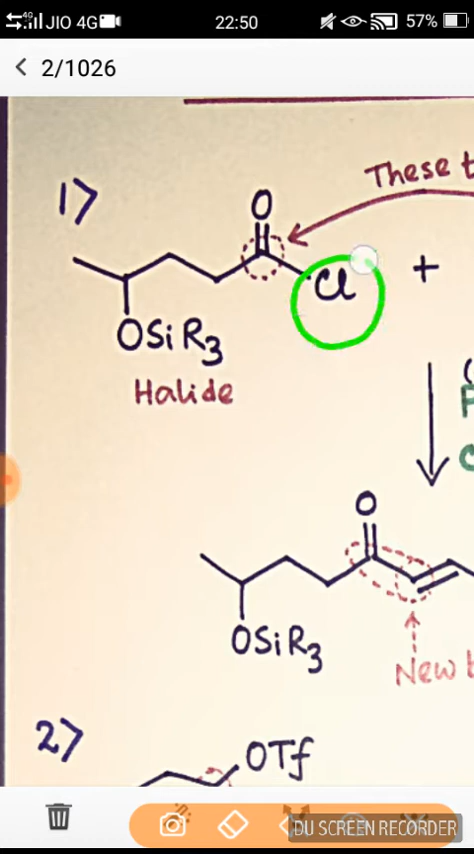 4G JIO 4G 22:50 57%
2/1026
These t
1>
O
Cl +
OSiR3
Halide
O
OSiR3
New t
2>
OTf
DU SCREEN RECORDER